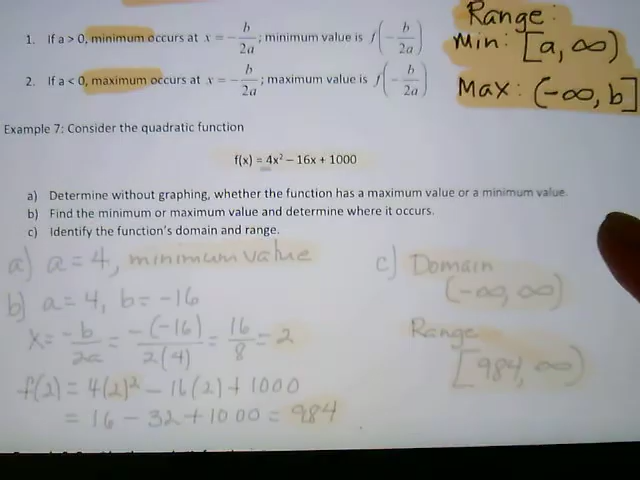 Range:
Min: [a, ∞)
Max: (-∞, b]
1. If a > 0, minimum occurs at x = -b/2a; minimum value is f(-b/2a)
2. If a < 0, maximum occurs at x = -b/2a; maximum value is f(-b/2a)
Example 7: Consider the quadratic function
f(x) = 4x² – 16x + 1000
a) Determine without graphing, whether the function has a maximum value or a minimum value.
b) Find the minimum or maximum value and determine where it occurs.
c) Identify the function's domain and range.
a) a = 4, minimum value
b) a = 4, b = -16
x = -b/2a = -(-16)/2(4) = 16/8 = 2
f(2) = 4(2)² - 16(2) + 1000
= 16 - 32 + 1000 = 984
c) Domain
(-∞, ∞)
Range
[984, ∞)